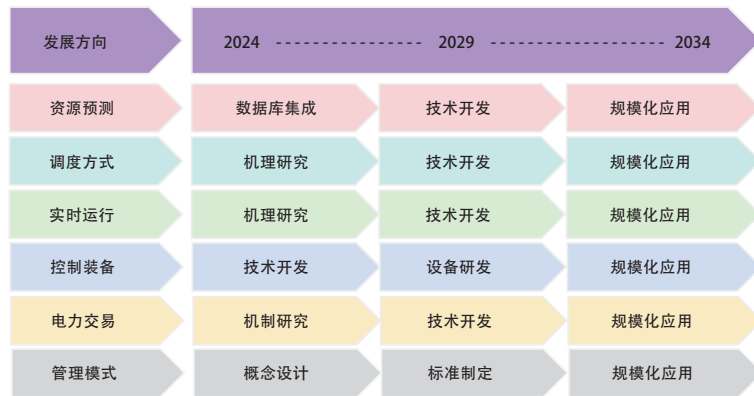 发展方向 2024 2029 2034
资源预测 数据库集成 技术开发 规模化应用
调度方式 机理研究 技术开发 规模化应用
实时运行 机理研究 技术开发 规模化应用
控制装备 技术开发 设备研发 规模化应用
电力交易 机制研究 技术开发 规模化应用
管理模式 概念设计 标准制定 规模化应用